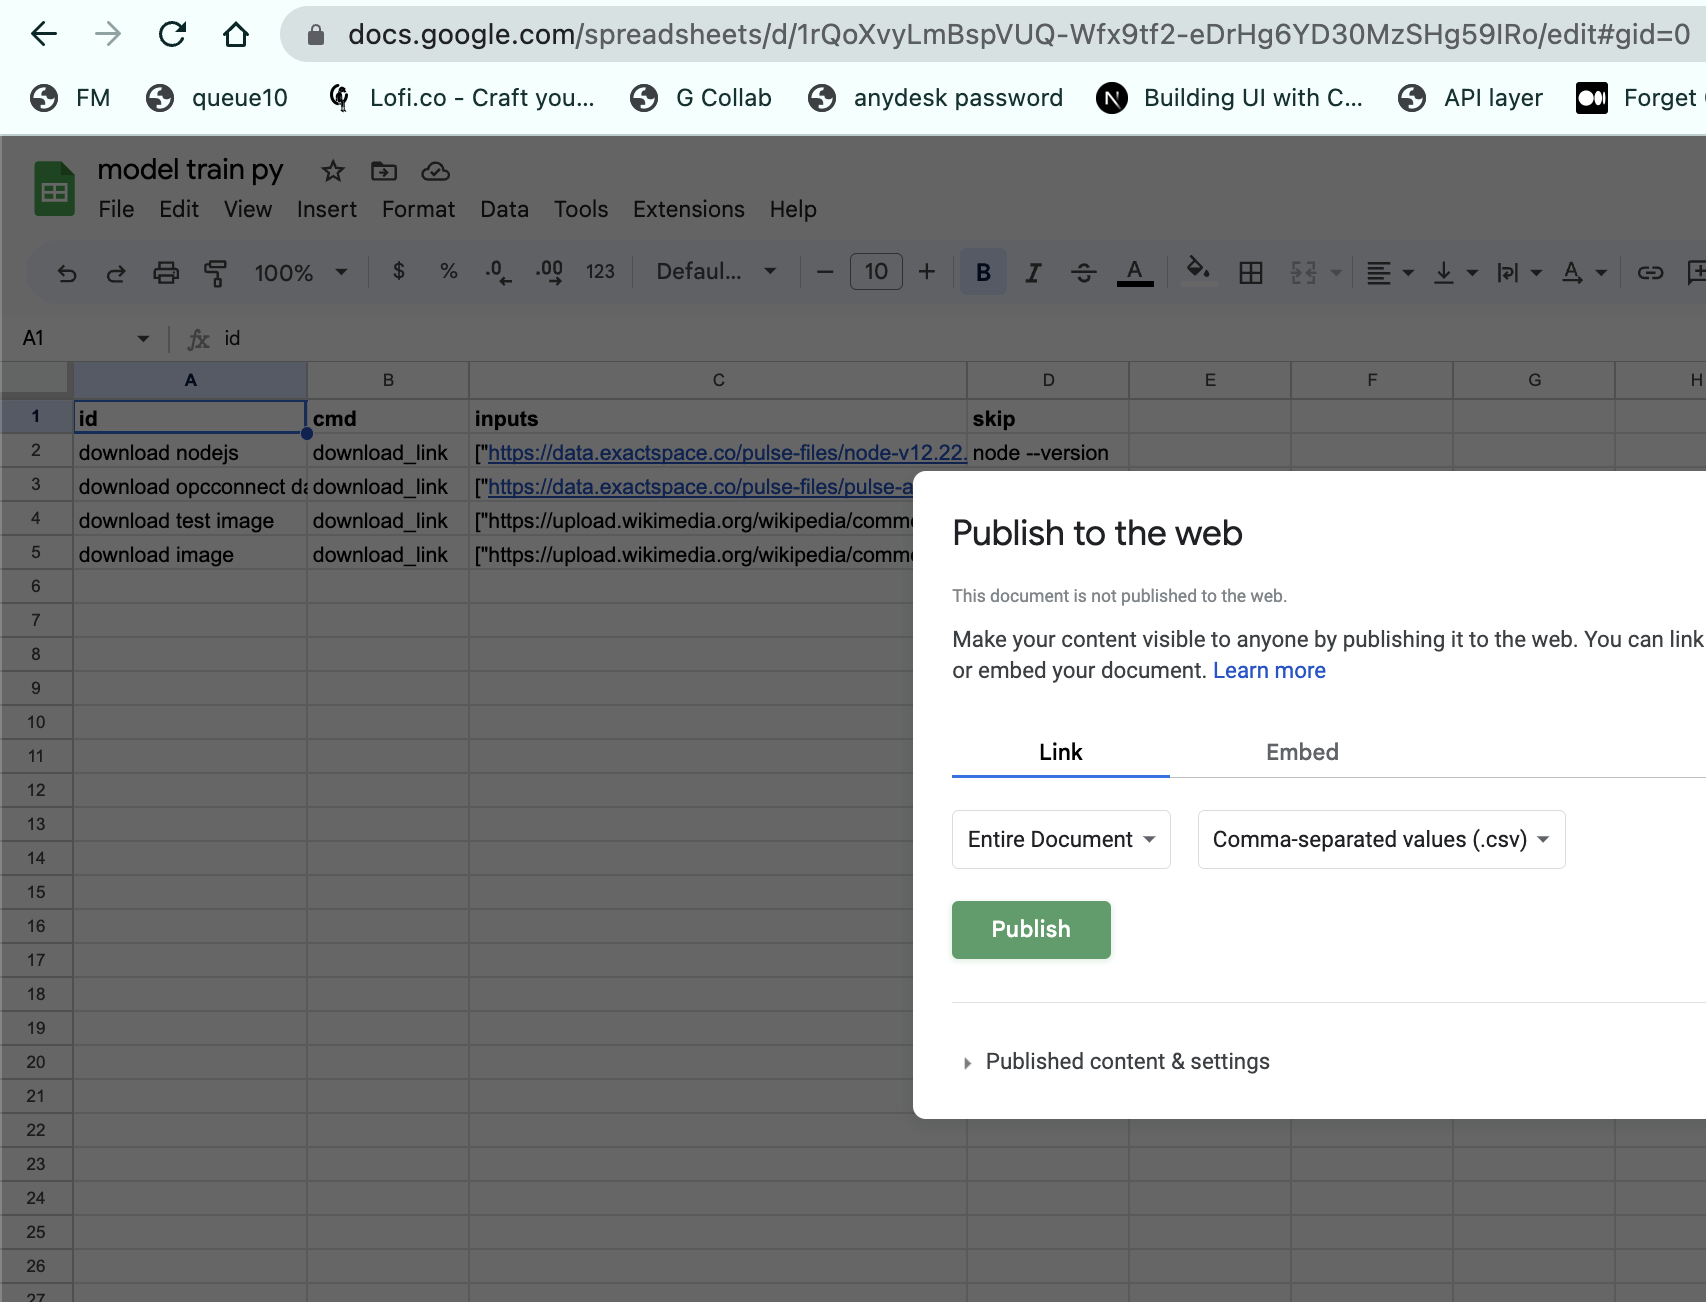 docs.google.com/spreadsheets/d/1rQoXvyLmBspVUQ-Wfx9tf2-eDrHg6YD30MzSHg59IRo/edit#gid=0
FM queue10 Lofi.co - Craft you... G Collab anydesk password Building UI with C... API layer Forget
model train py
File Edit View Insert Format Data Tools Extensions Help
100% $ % .0 .00 123 Defaul... - 10 + B I S A A
A1 fx id
A B C D E F G H
1 id cmd inputs skip
2 download nodejs download_link ["https://data.exactspace.co/pulse-files/node-v12.22. node --version
3 download opcconnect da download_link ["https://data.exactspace.co/pulse-files/pulse-a
4 download test image download_link ["https://upload.wikimedia.org/wikipedia/comm
5 download image download_link ["https://upload.wikimedia.org/wikipedia/comm
6
7
8
9
10
11
12
13
14
15
16
17
18
19
20
21
22
23
24
25
26
27
Publish to the web
This document is not published to the web.
Make your content visible to anyone by publishing it to the web. You can link
or embed your document. Learn more
Link Embed
Entire Document Comma-separated values (.csv)
Publish
Published content & settings